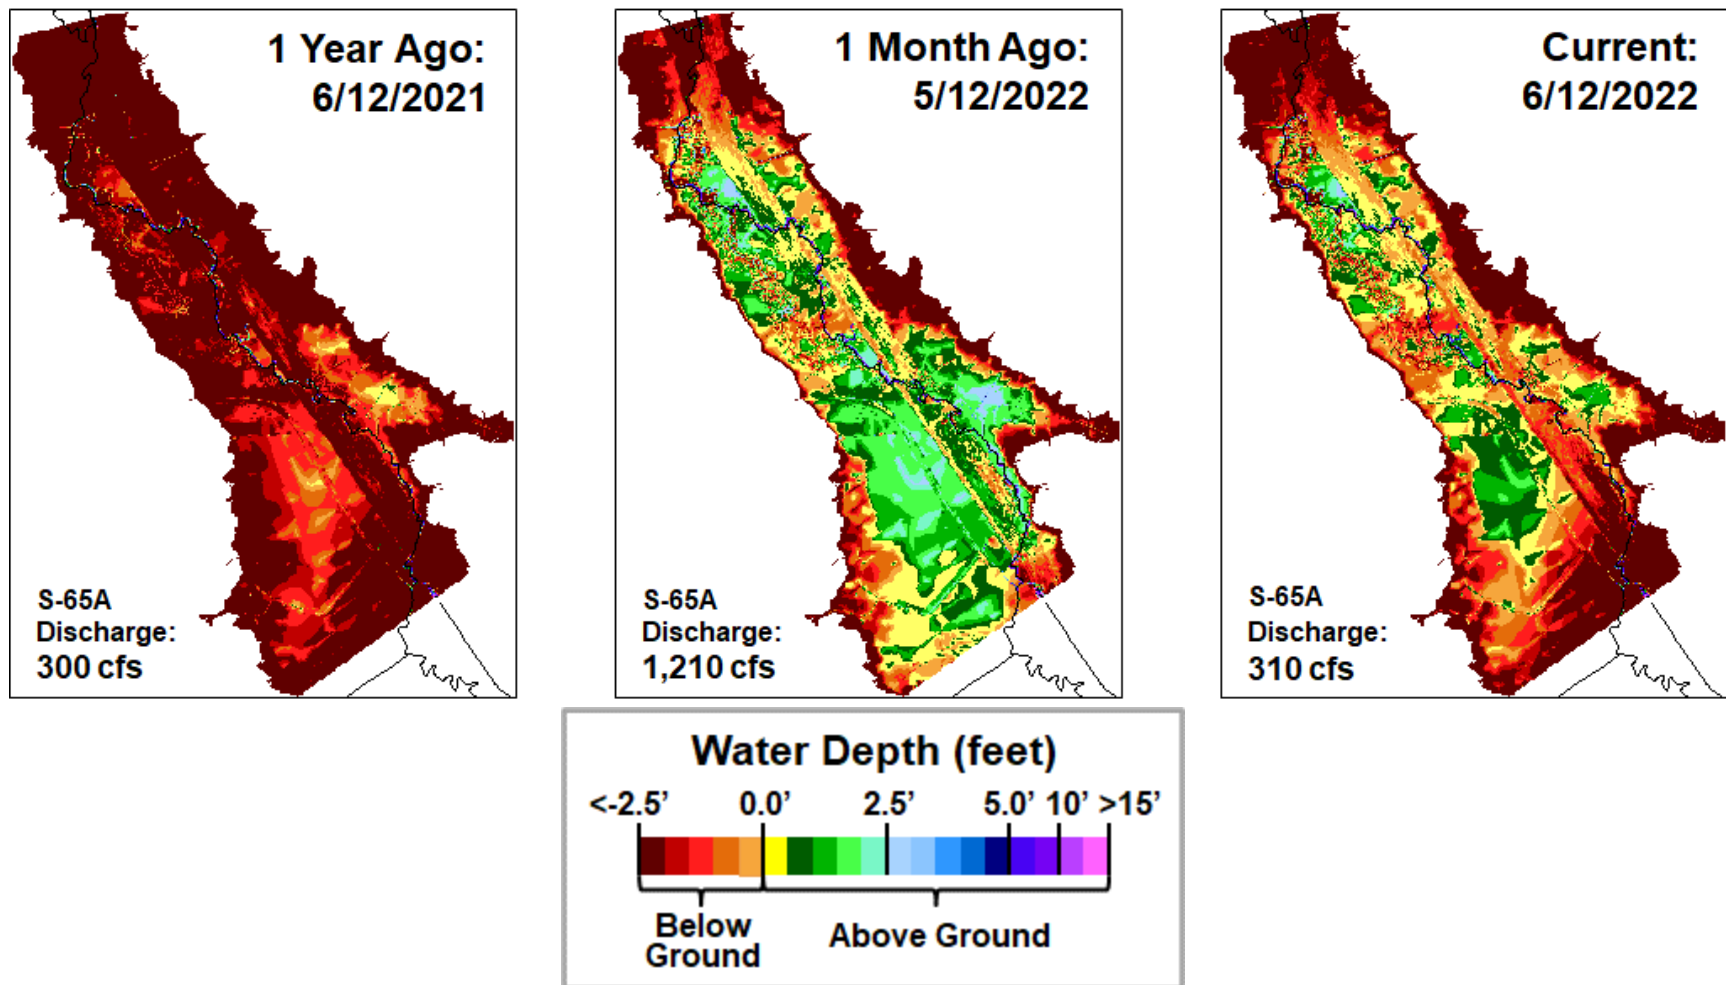 1 Year Ago:
6/12/2021
S-65A
Discharge:
300 cfs
1 Month Ago:
5/12/2022
S-65A
Discharge:
1,210 cfs
Current:
6/12/2022
S-65A
Discharge:
310 cfs
Water Depth (feet)
<-2.5’ 0.0’ 2.5’ 5.0’ 10’ >15’
Below
Ground
Above Ground